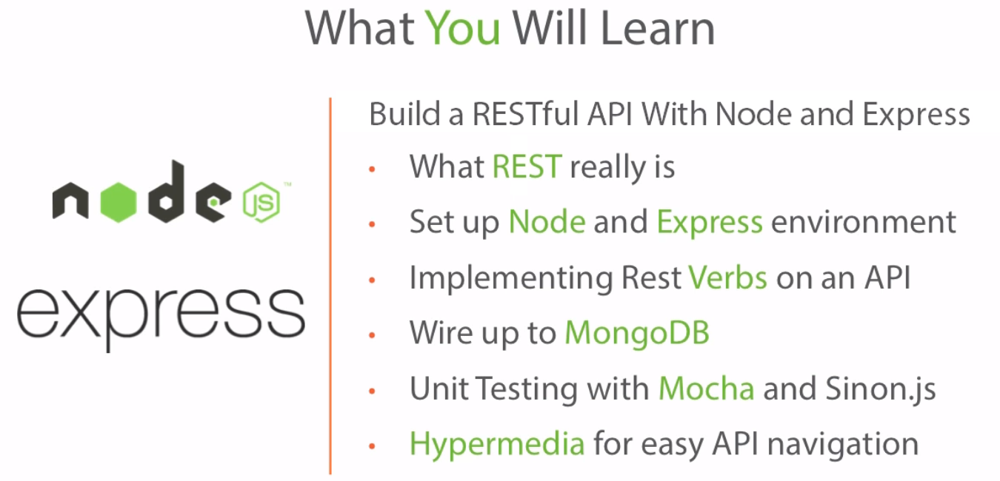 What You Will Learn
node JS™
express
Build a RESTful API With Node and Express
• What REST really is
• Set up Node and Express environment
• Implementing Rest Verbs on an API
• Wire up to MongoDB
• Unit Testing with Mocha and Sinon.js
• Hypermedia for easy API navigation